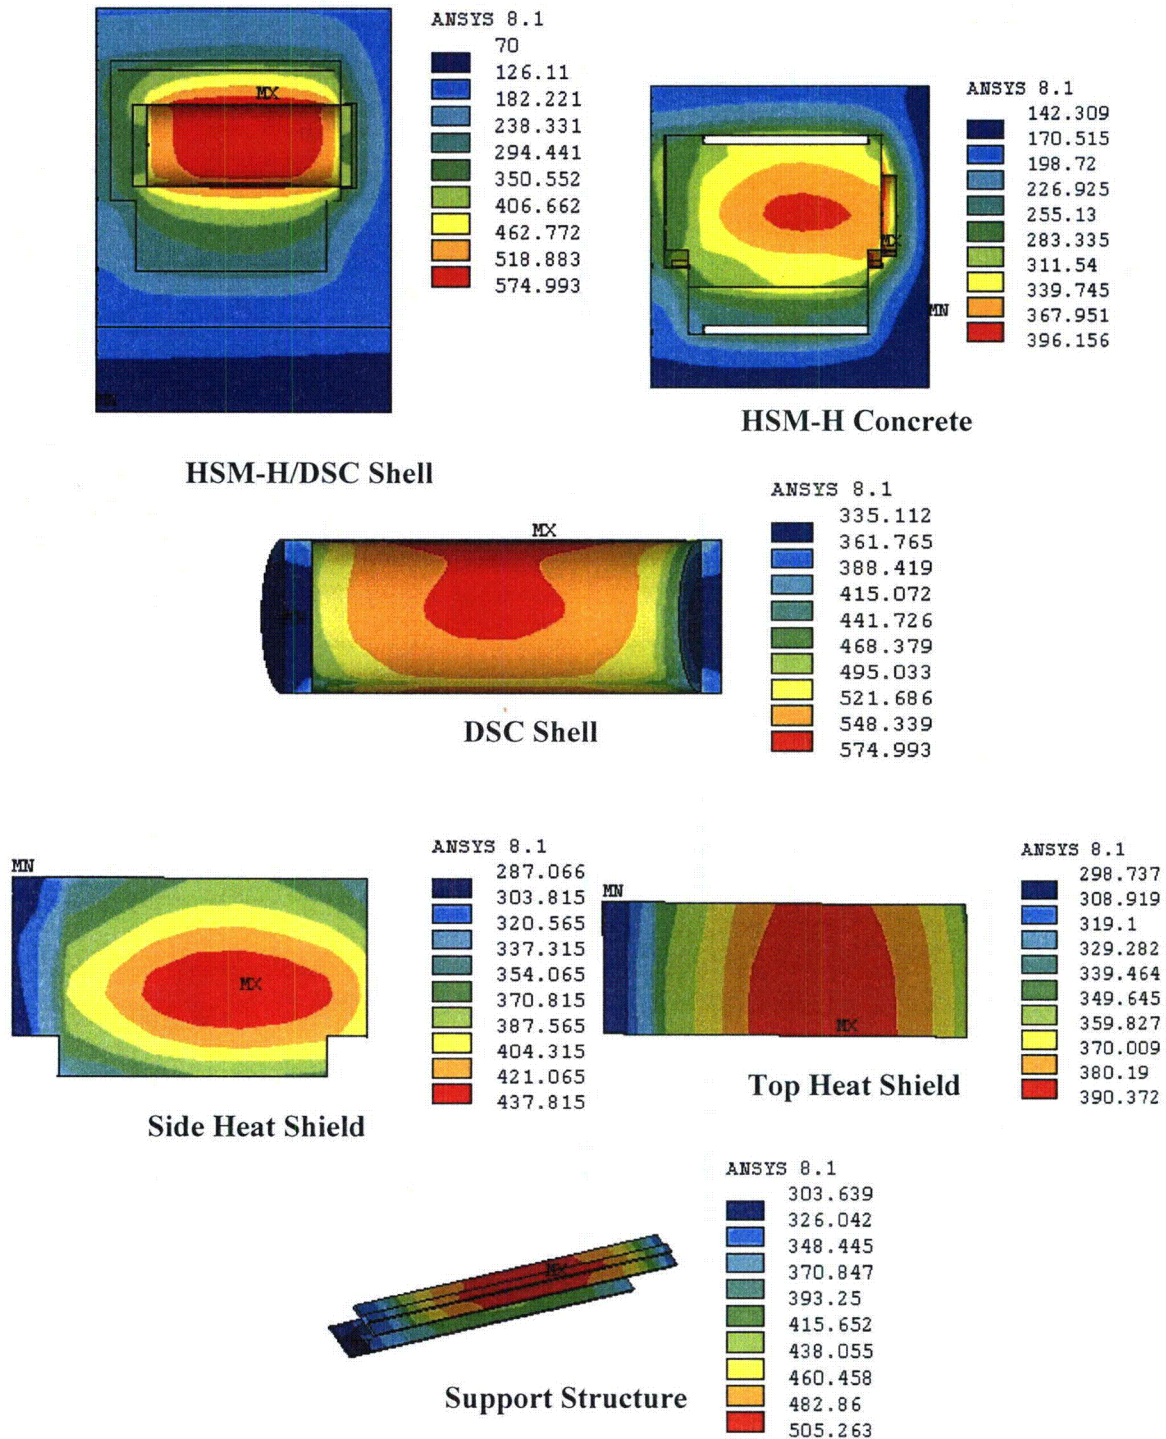 ANSYS 8.1
70
126.11
182.221
238.331
294.441
350.552
406.662
462.772
518.883
574.993
MX
MN
HSM-H/DSC Shell
ANSYS 8.1
142.309
170.515
198.72
226.925
255.13
283.335
311.54
339.745
367.951
396.156
MX
MN
HSM-H Concrete
ANSYS 8.1
335.112
361.765
388.419
415.072
441.726
468.379
495.033
521.686
548.339
574.993
MX
DSC Shell
ANSYS 8.1
287.066
303.815
320.565
337.315
354.065
370.815
387.565
404.315
421.065
437.815
MN
MX
Side Heat Shield
ANSYS 8.1
298.737
308.919
319.1
329.282
339.464
349.645
359.827
370.009
380.19
390.372
MN
MX
Top Heat Shield
ANSYS 8.1
303.639
326.042
348.445
370.847
393.25
415.652
438.055
460.458
482.86
505.263
MX
Support Structure